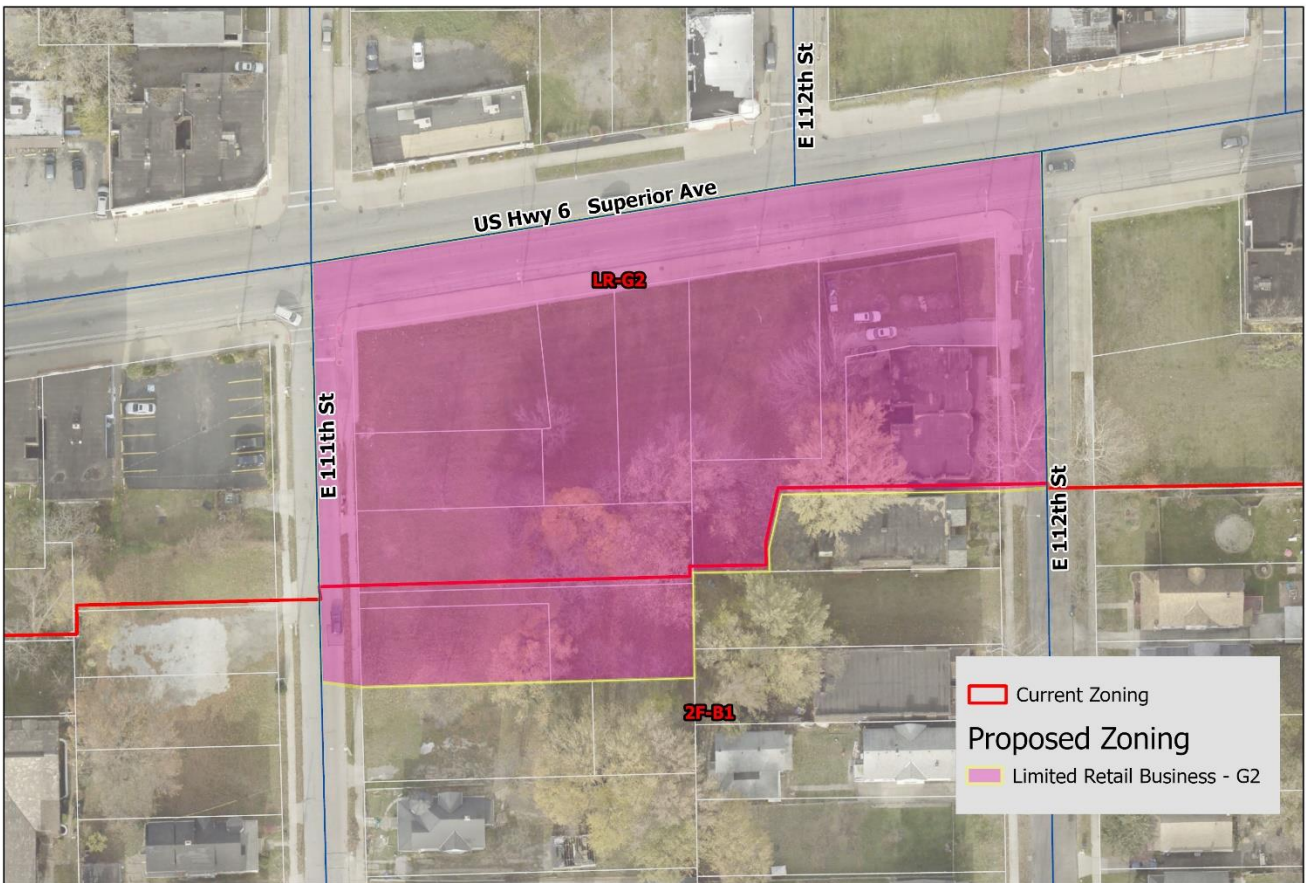 E 112th St
US Hwy 6 Superior Ave
LR-G2
E 111th St
E 112th St
2F-B1
Current Zoning
Proposed Zoning
Limited Retail Business - G2